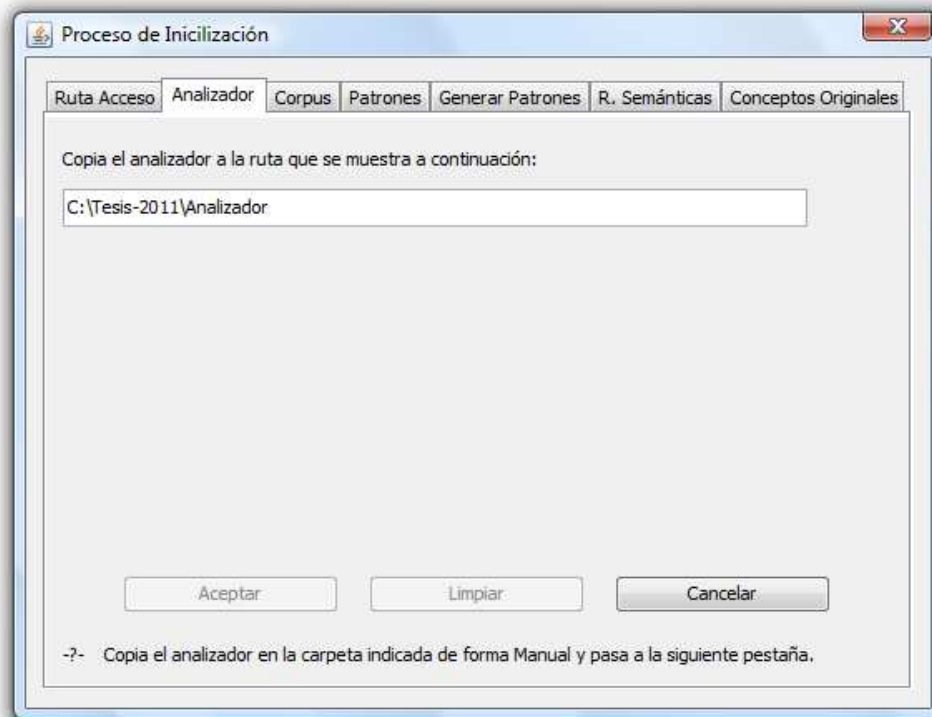 Proceso de Inicilización
Ruta Acceso Analizador Corpus Patrones Generar Patrones R. Semánticas Conceptos Originales
Copia el analizador a la ruta que se muestra a continuación:
C:\Tesis-2011\Analizador
Aceptar Limpiar Cancelar
-?- Copia el analizador en la carpeta indicada de forma Manual y pasa a la siguiente pestaña.